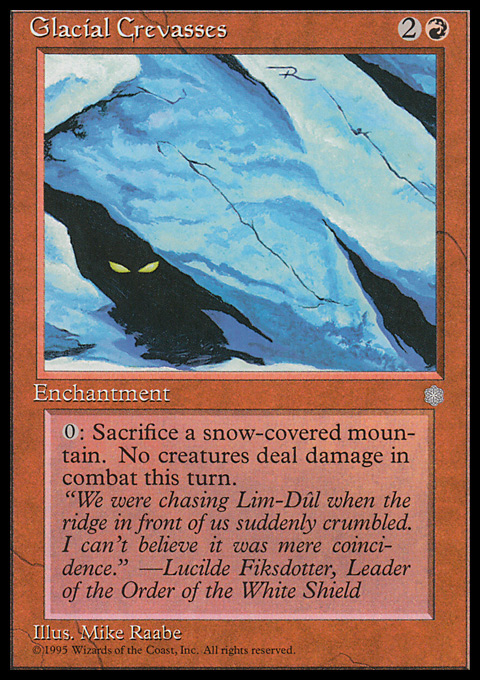 Glacial Crevasses 2
Enchantment
0: Sacrifice a snow-covered moun-
tain. No creatures deal damage in
combat this turn.
“We were chasing Lim-Dûl when the
ridge in front of us suddenly crumbled.
I can't believe it was mere coinci-
dence.” —Lucilde Fiksdotter, Leader
of the Order of the White Shield
Illus. Mike Raabe
©1995 Wizards of the Coast, Inc. All rights reserved.